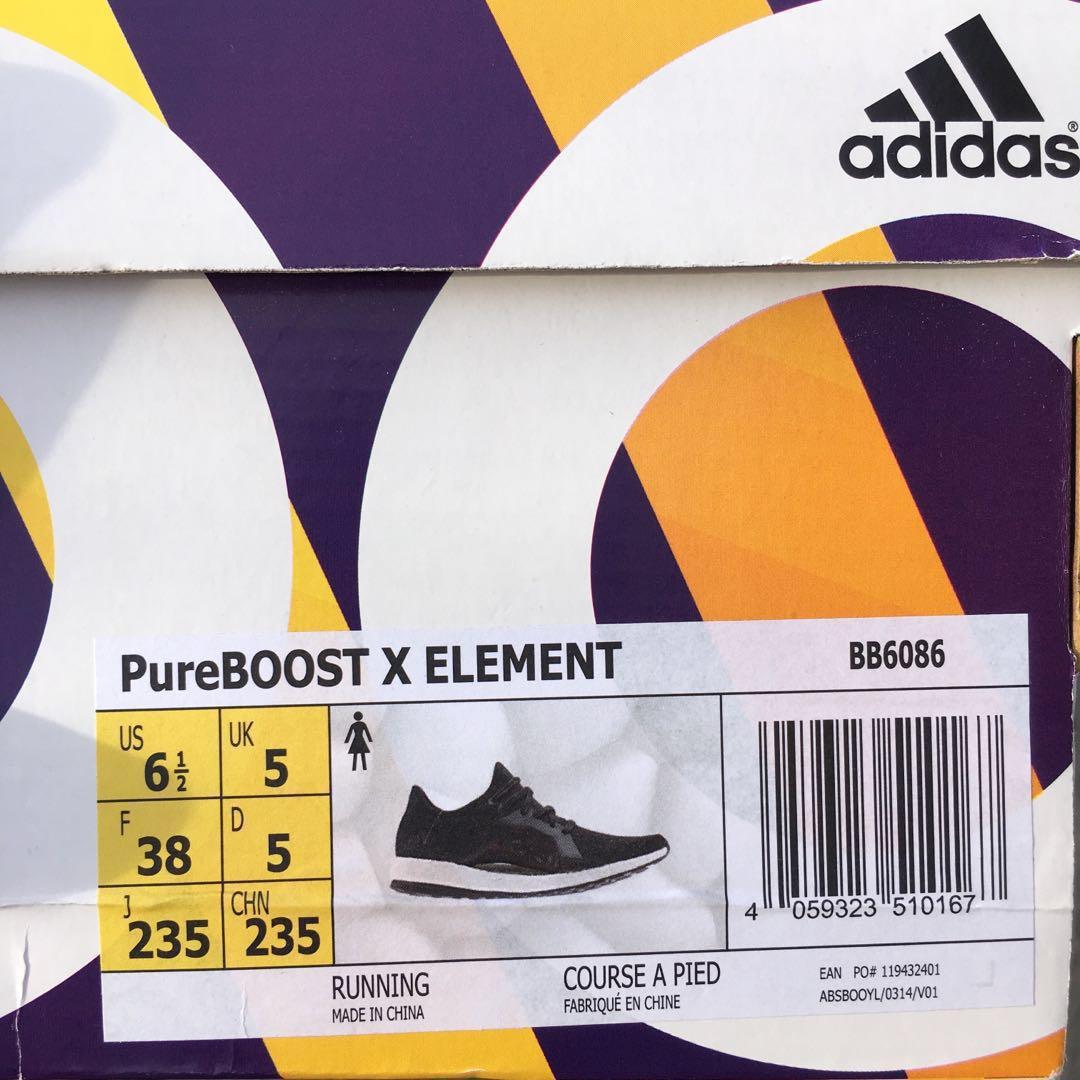 adidas®
PureBOOST X ELEMENT BB6086
US 6½ UK 5
F 38 D 5
J 235 CHN 235
4 059323 510167
RUNNING COURSE A PIED
MADE IN CHINA FABRIQUÉ EN CHINE
EAN PO# 119432401
ABSBOOYL/0314/V01